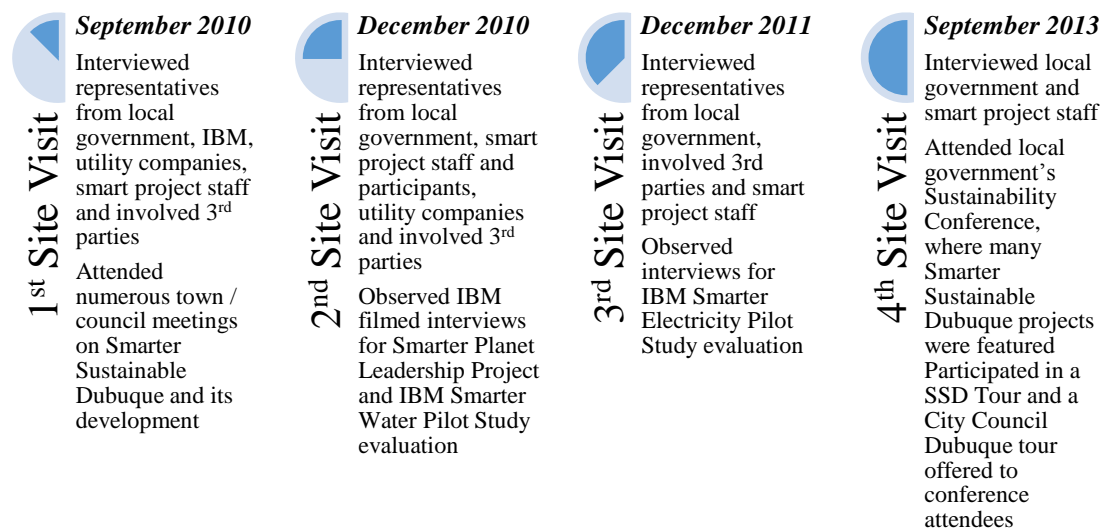 1st Site Visit
September 2010
Interviewed
representatives
from local
government, IBM,
utility companies,
smart project staff
and involved 3rd
parties
Attended
numerous town /
council meetings
on Smarter
Sustainable
Dubuque and its
development
2nd Site Visit
December 2010
Interviewed
representatives
from local
government, smart
project staff and
participants,
utility companies
and involved 3rd
parties
Observed IBM
filmed interviews
for Smarter Planet
Leadership Project
and IBM Smarter
Water Pilot Study
evaluation
3rd Site Visit
December 2011
Interviewed
representatives
from local
government,
involved 3rd
parties and smart
project staff
Observed
interviews for
IBM Smarter
Electricity Pilot
Study evaluation
4th Site Visit
September 2013
Interviewed local
government and
smart project staff
Attended local
government’s
Sustainability
Conference,
where many
Smarter
Sustainable
Dubuque projects
were featured
Participated in a
SSD Tour and a
City Council
Dubuque tour
offered to
conference
attendees